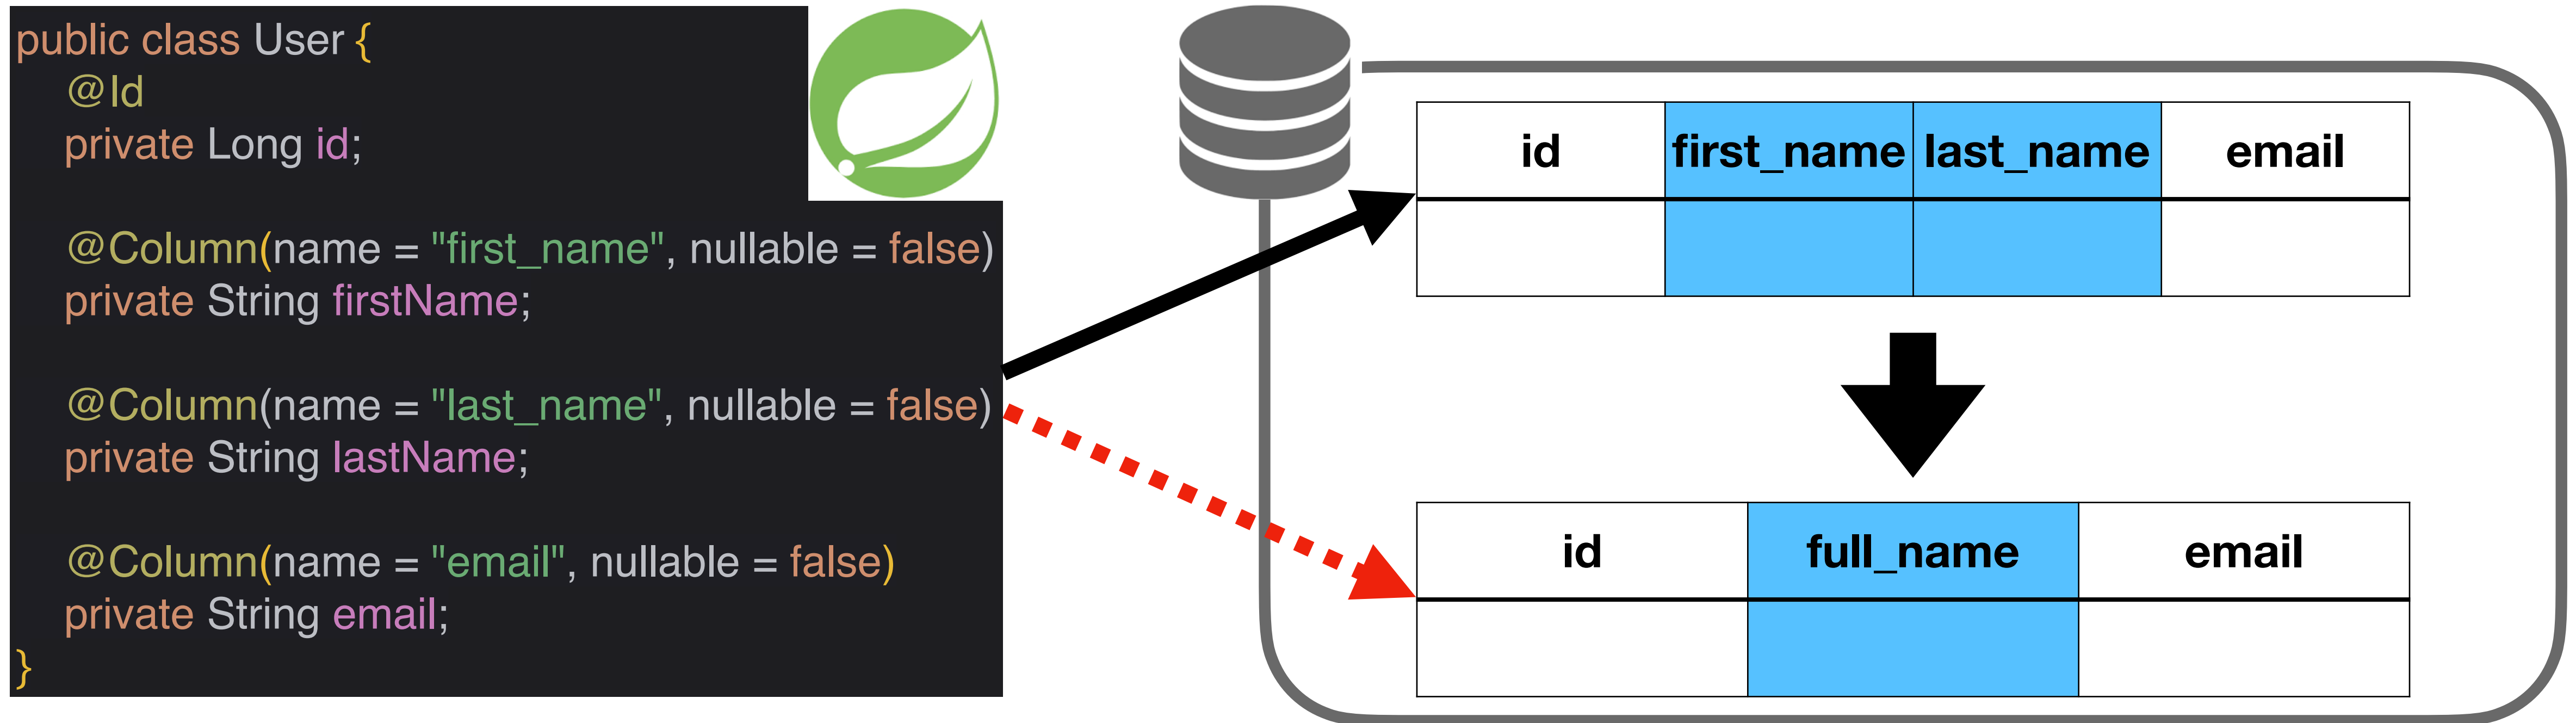 public class User {
@Id
private Long id;
@Column(name = "first_name", nullable = false)
private String firstName;
@Column(name = "last_name", nullable = false)
private String lastName;
@Column(name = "email", nullable = false)
private String email;
}
id first_name last_name email
id full_name email